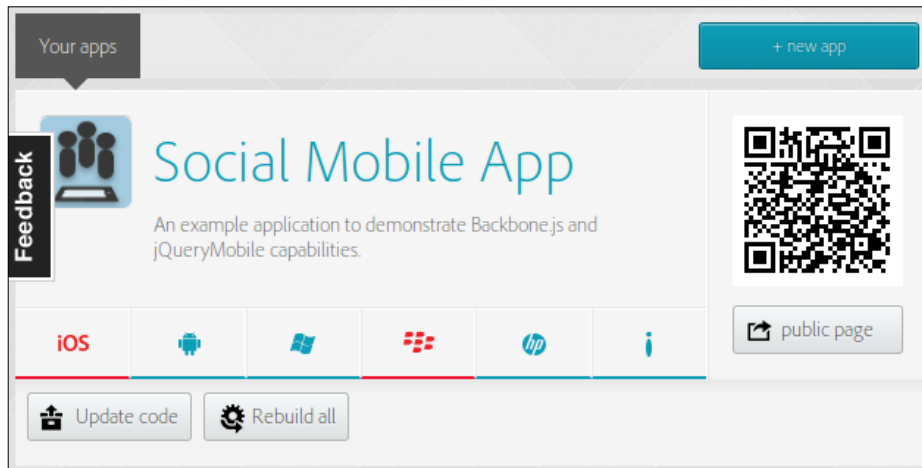 Your apps
+ new app
Feedback
Social Mobile App
An example application to demonstrate Backbone.js and
jQueryMobile capabilities.
public page
iOS
hp
Update code
Rebuild all